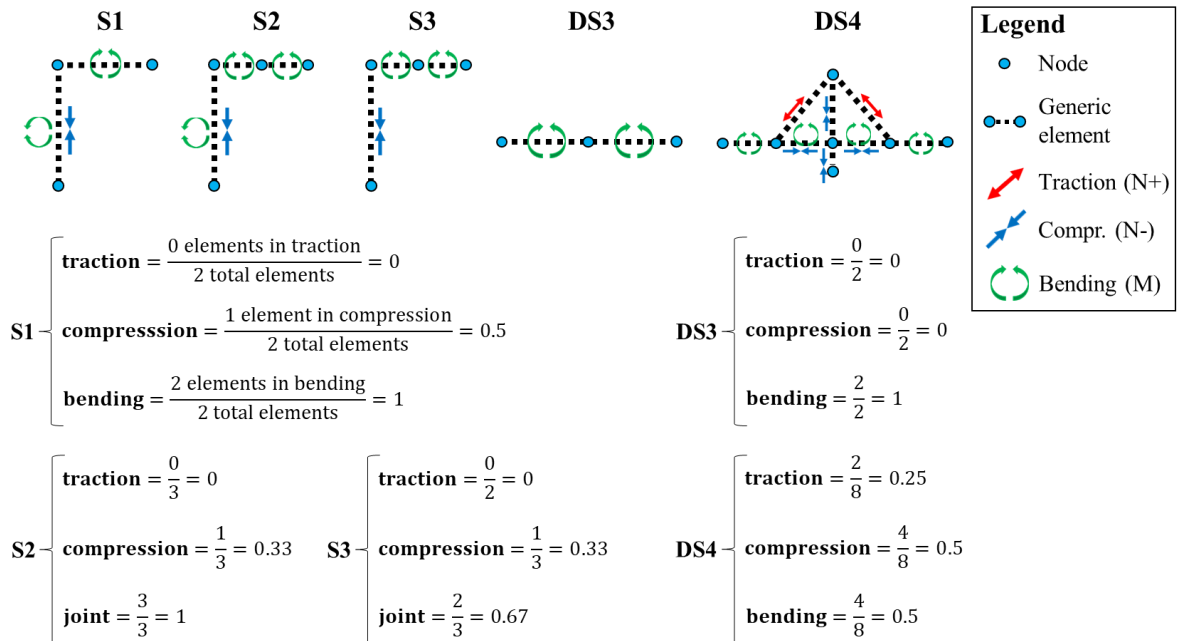 S1 S2 S3 DS3 DS4
Legend
Node
Generic
element
Traction (N+)
Compr. (N-)
Bending (M)
S1
traction = 0 elements in traction / 2 total elements = 0
compresssion = 1 element in compression / 2 total elements = 0.5
bending = 2 elements in bending / 2 total elements = 1
DS3
traction = 0/2 = 0
compression = 0/2 = 0
bending = 2/2 = 1
S2
traction = 0/3 = 0
compression = 1/3 = 0.33
joint = 3/3 = 1
S3
traction = 0/2 = 0
compression = 1/3 = 0.33
joint = 2/3 = 0.67
DS4
traction = 2/8 = 0.25
compression = 4/8 = 0.5
bending = 4/8 = 0.5